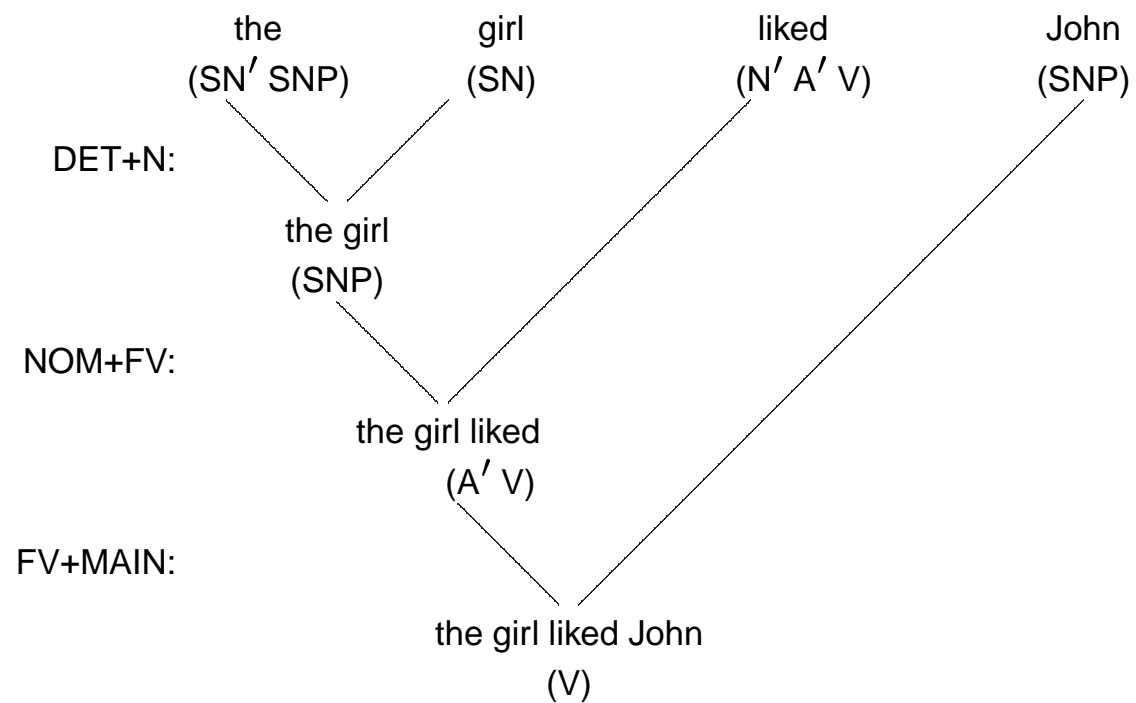 the girl liked John
(SN′ SNP) (SN) (N′ A′ V) (SNP)
DET+N:
the girl
(SNP)
NOM+FV:
the girl liked
(A′ V)
FV+MAIN:
the girl liked John
(V)